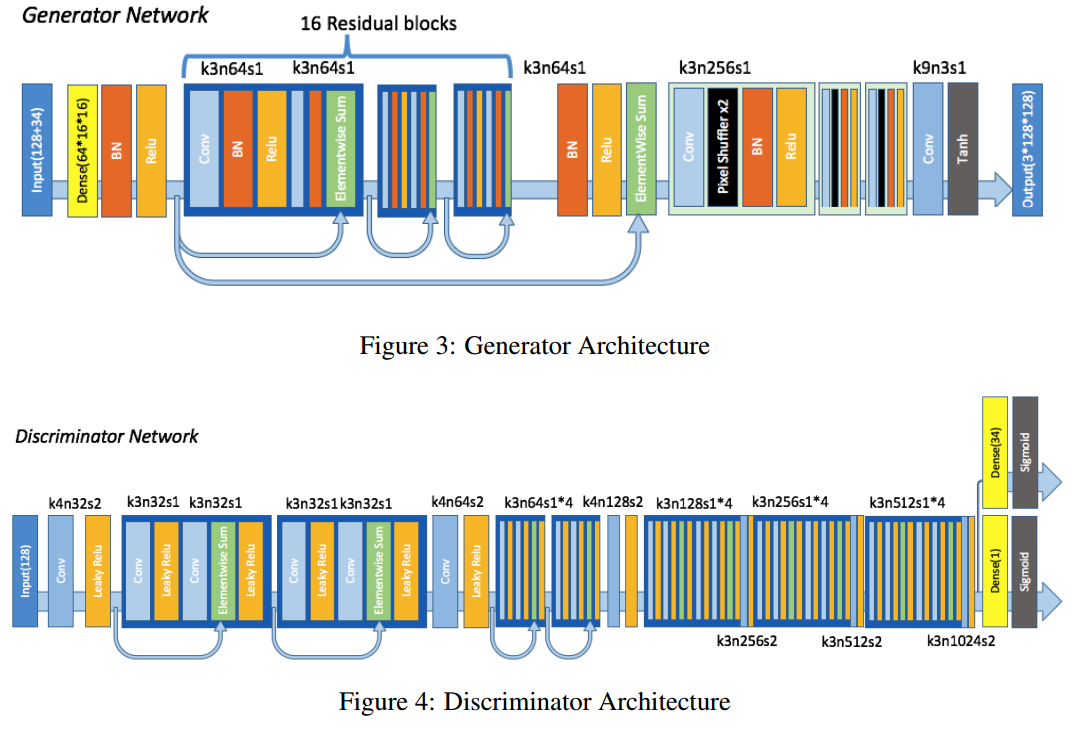 Generator Network
16 Residual blocks
k3n64s1 k3n64s1 k3n64s1 k3n256s1 k9n3s1
Input(128+34)
Dense(64*16*16)
BN
Relu
Conv
BN
Relu
Elementwise Sum
BN
Relu
ElementWise Sum
Conv
Pixel Shuffler x2
BN
Relu
Conv
Tanh
Output(3*128*128)
Figure 3: Generator Architecture
Discriminator Network
k4n32s2 k3n32s1 k3n32s1 k3n32s1 k3n32s1 k4n64s2 k3n64s1*4 k4n128s2 k3n128s1*4 k3n256s1*4 k3n512s1*4
Input(128)
Conv
Leaky Relu
Conv
Leaky Relu
Conv
Elementwise Sum
Leaky Relu
Conv
Leaky Relu
Conv
Elementwise Sum
Leaky Relu
Conv
Leaky Relu
Dense(34)
Sigmoid
Dense(1)
Sigmoid
k3n256s2 k3n512s2 k3n1024s2
Figure 4: Discriminator Architecture